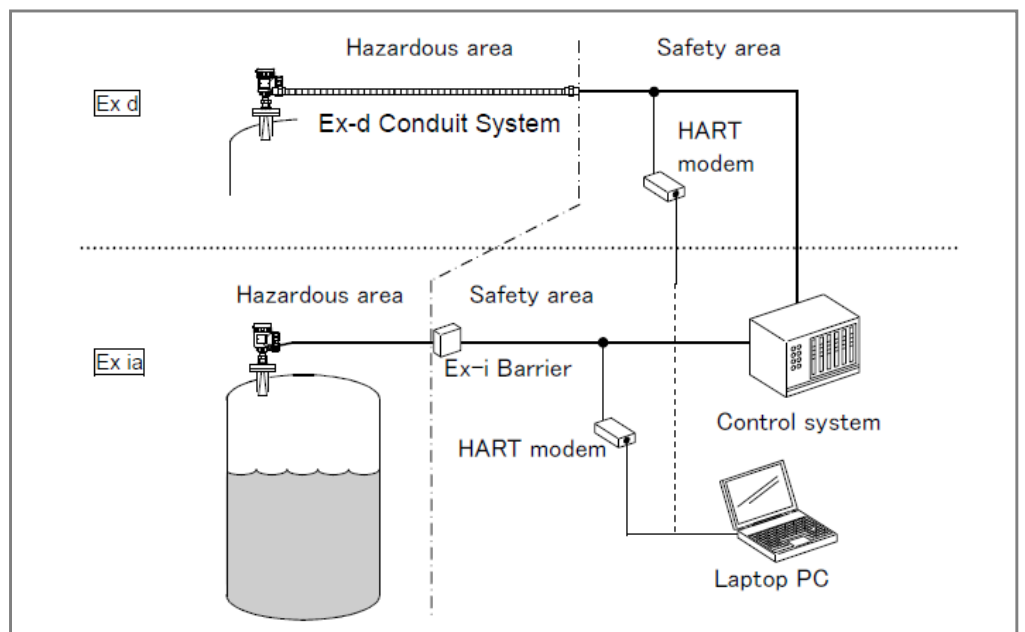 Hazardous area
Safety area
Ex d
Ex-d Conduit System
HART
modem
Hazardous area
Safety area
Ex ia
Ex-i Barrier
Control system
HART modem
Laptop PC